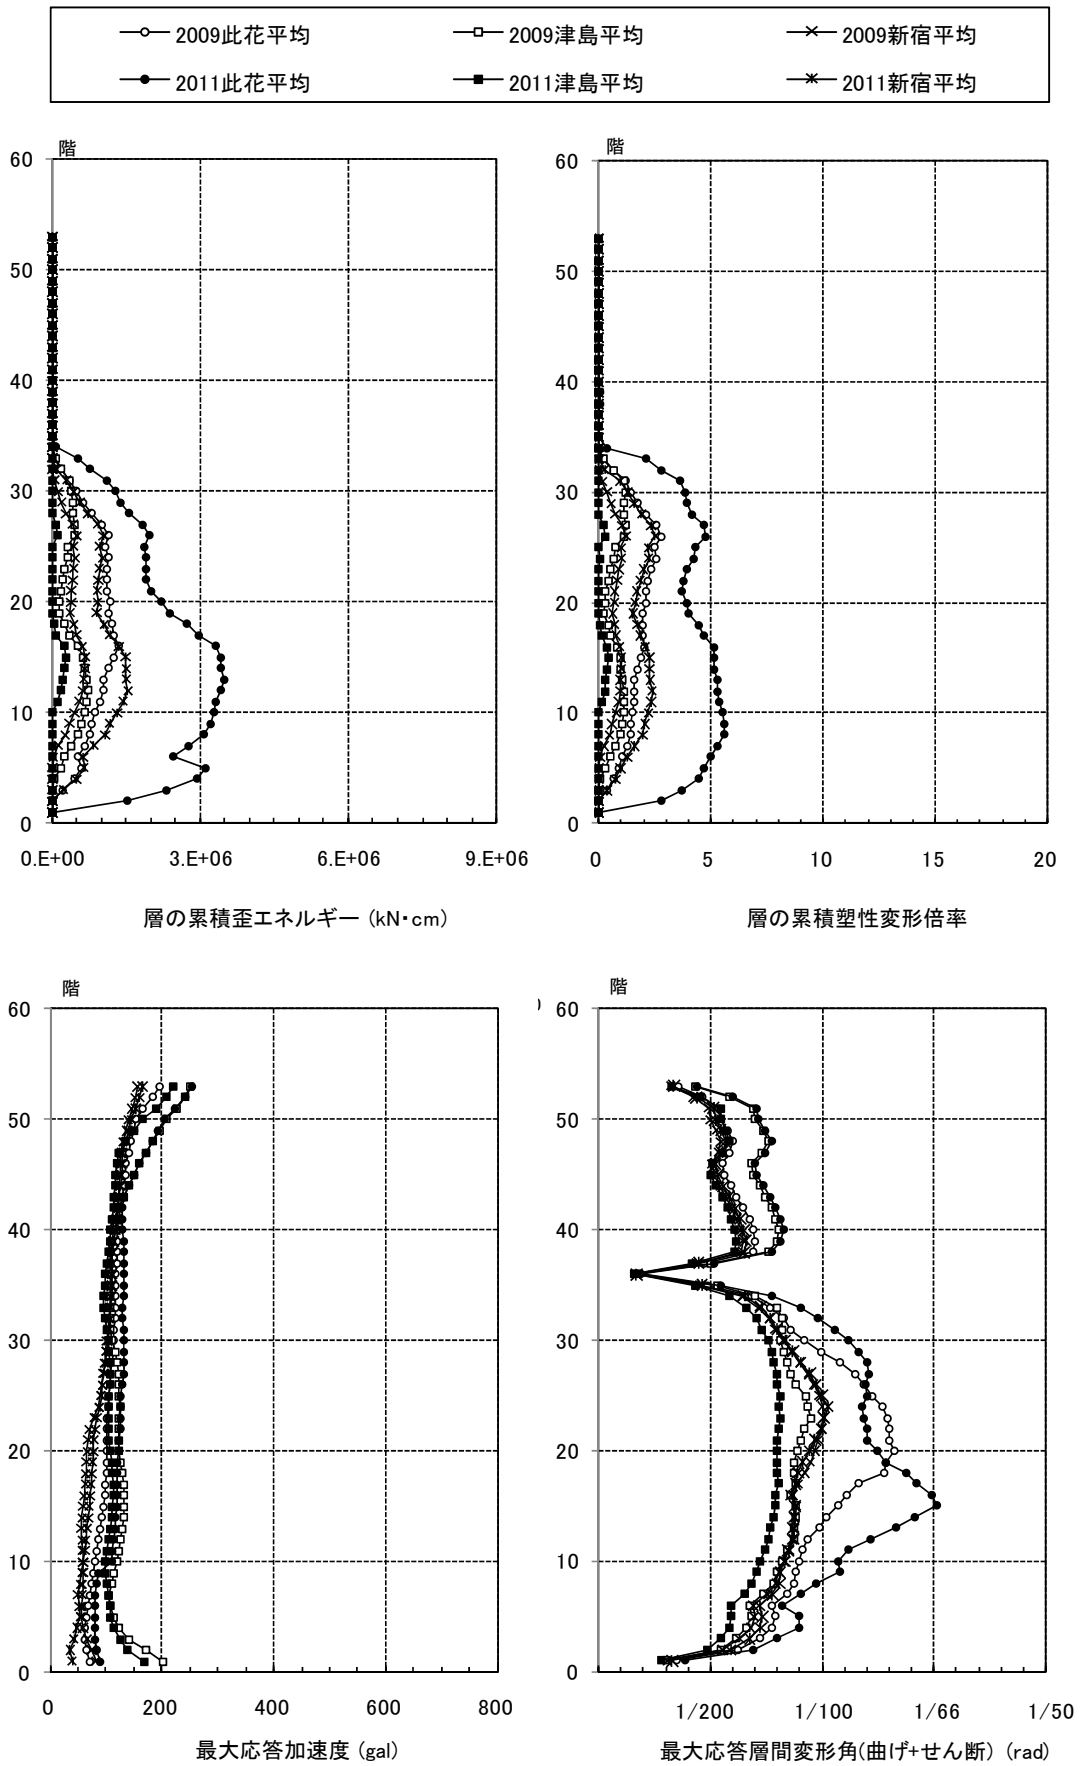 2009此花平均 2009津島平均 2009新宿平均
2011此花平均 2011津島平均 2011新宿平均
階
60
50
40
30
20
10
0
0.E+00 3.E+06 6.E+06 9.E+06
層の累積歪エネルギー (kN・cm)
階
60
50
40
30
20
10
0
0 5 10 15 20
層の累積塑性変形倍率
階
60
50
40
30
20
10
0
0 200 400 600 800
最大応答加速度 (gal)
階
60
50
40
30
20
10
0
1/200 1/100 1/66 1/50
最大応答層間変形角(曲げ+せん断) (rad)